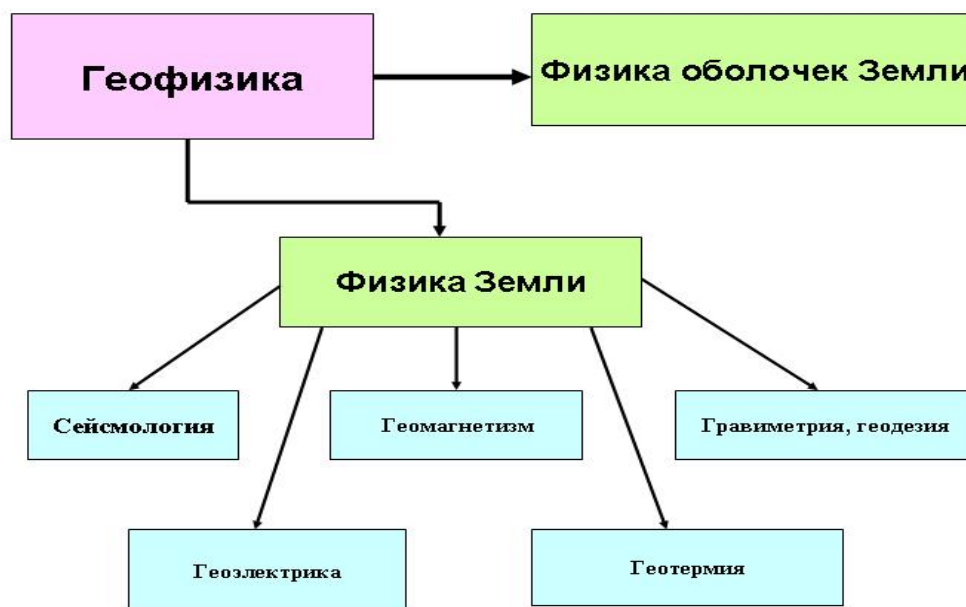 Геофизика
Физика оболочек Земли
Физика Земли
Сейсмология
Геомагнетизм
Гравиметрия, геодезия
Геоэлектрика
Геотермия